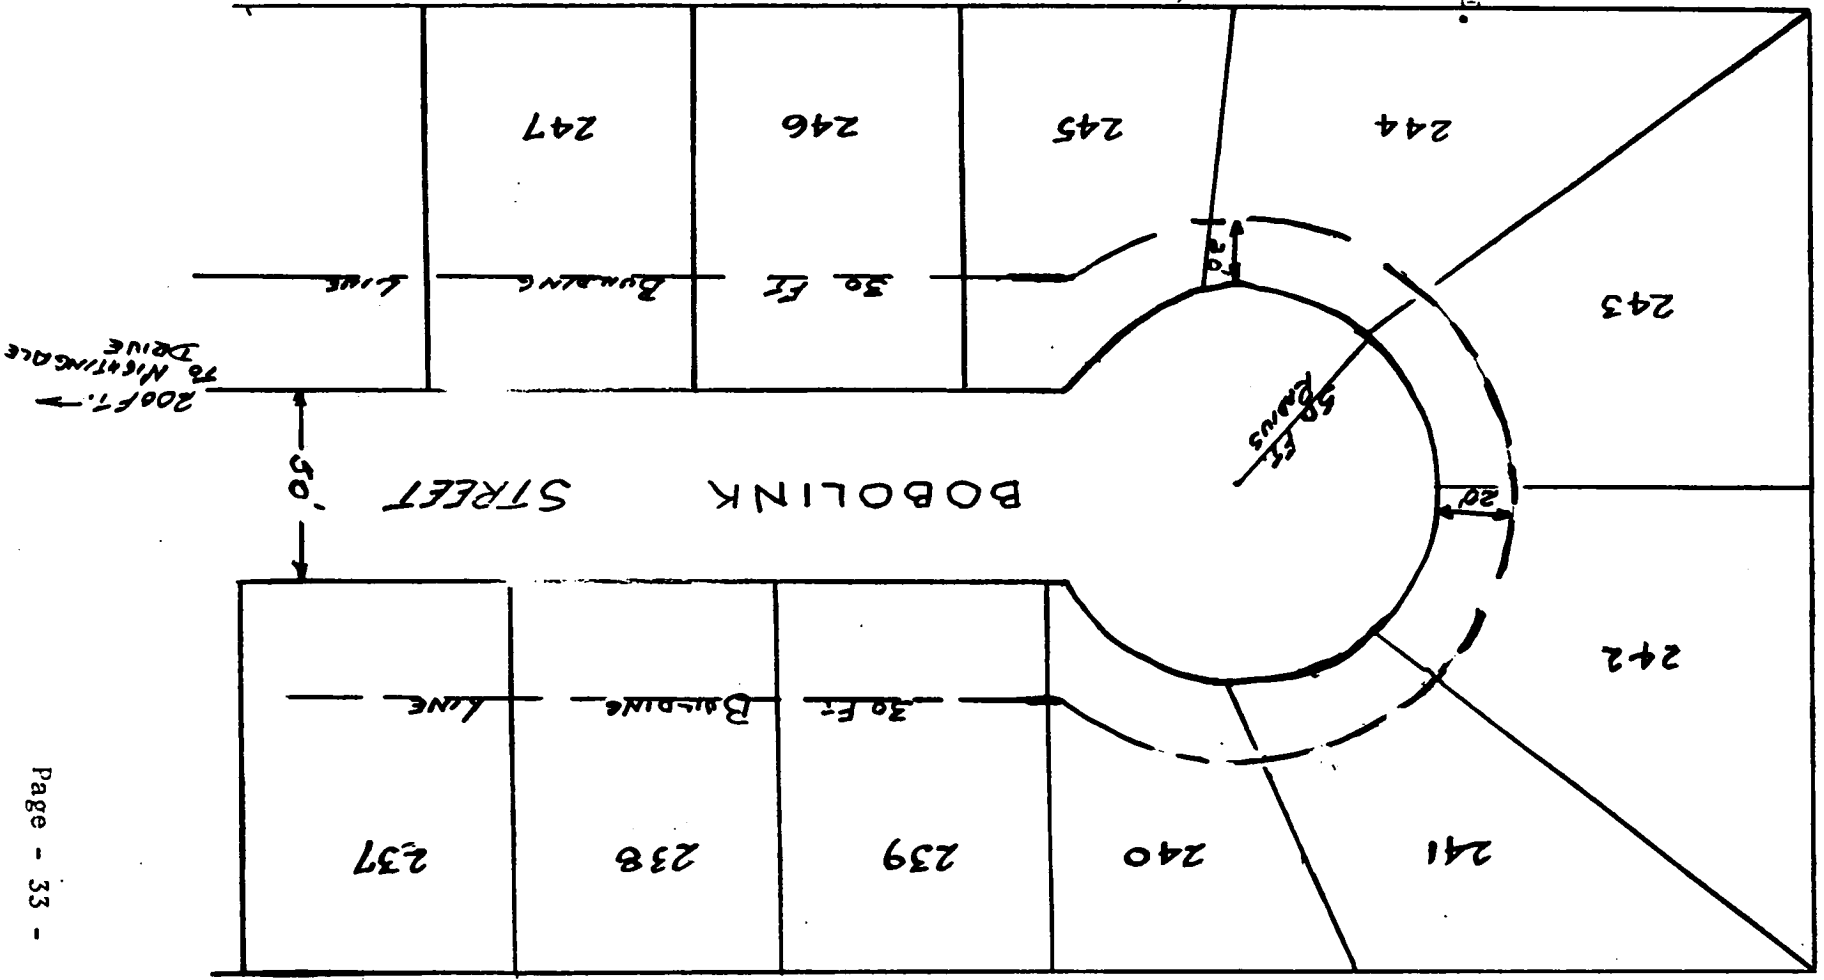 241 240 239 238 237
242
30 FT. BUILDING LINE
20'
BOBOLINK STREET
50'
50 FT.
RADIUS
200 FT. →
TO NIGHTINGALE
DRIVE
243
30 FT BUILDING LINE
20'
244 245 246 247
Page - 33 -